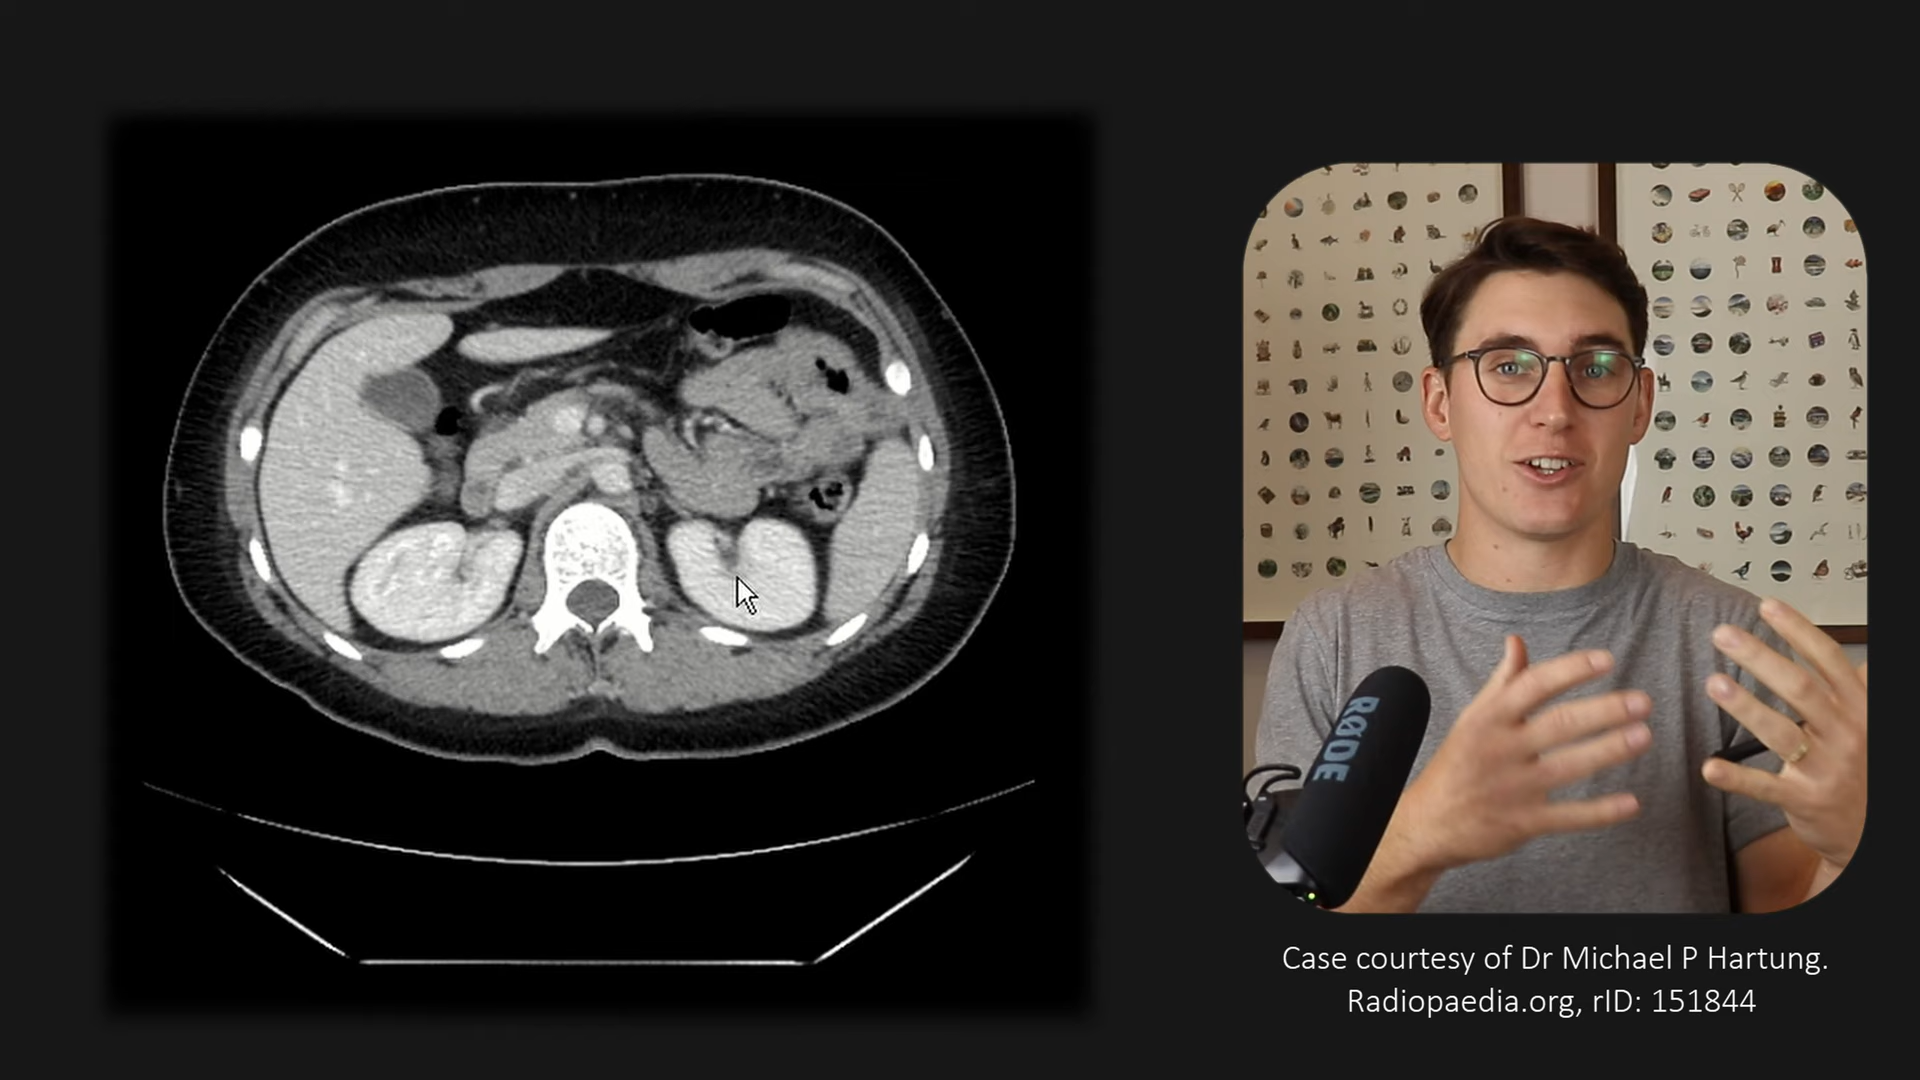 RØDE
Case courtesy of Dr Michael P Hartung.
Radiopaedia.org, rID: 151844